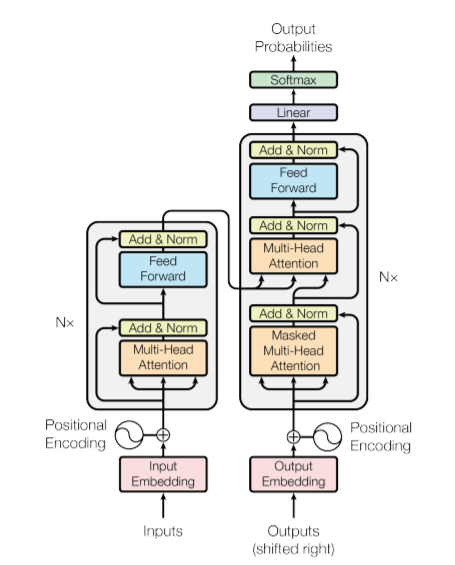 Output
Probabilities
Softmax
Linear
Add & Norm
Feed
Forward
Add & Norm
Multi-Head
Attention
Add & Norm
Masked
Multi-Head
Attention
N×
Add & Norm
Feed
Forward
Add & Norm
Multi-Head
Attention
N×
Positional
Encoding
Positional
Encoding
Input
Embedding
Output
Embedding
Inputs
Outputs
(shifted right)